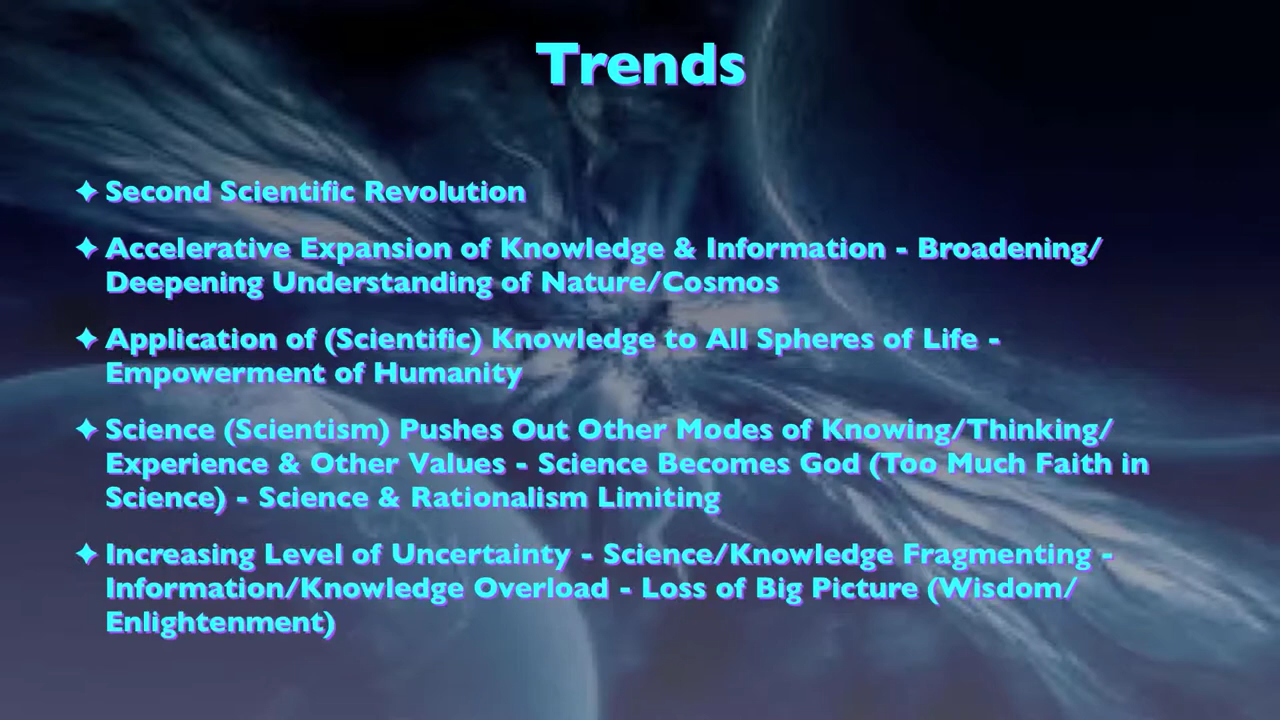 Trends
✦ Second Scientific Revolution
✦ Accelerative Expansion of Knowledge & Information - Broadening/
Deepening Understanding of Nature/Cosmos
✦ Application of (Scientific) Knowledge to All Spheres of Life -
Empowerment of Humanity
✦ Science (Scientism) Pushes Out Other Modes of Knowing/Thinking/
Experience & Other Values - Science Becomes God (Too Much Faith in
Science) - Science & Rationalism Limiting
✦ Increasing Level of Uncertainty - Science/Knowledge Fragmenting -
Information/Knowledge Overload - Loss of Big Picture (Wisdom/
Enlightenment)